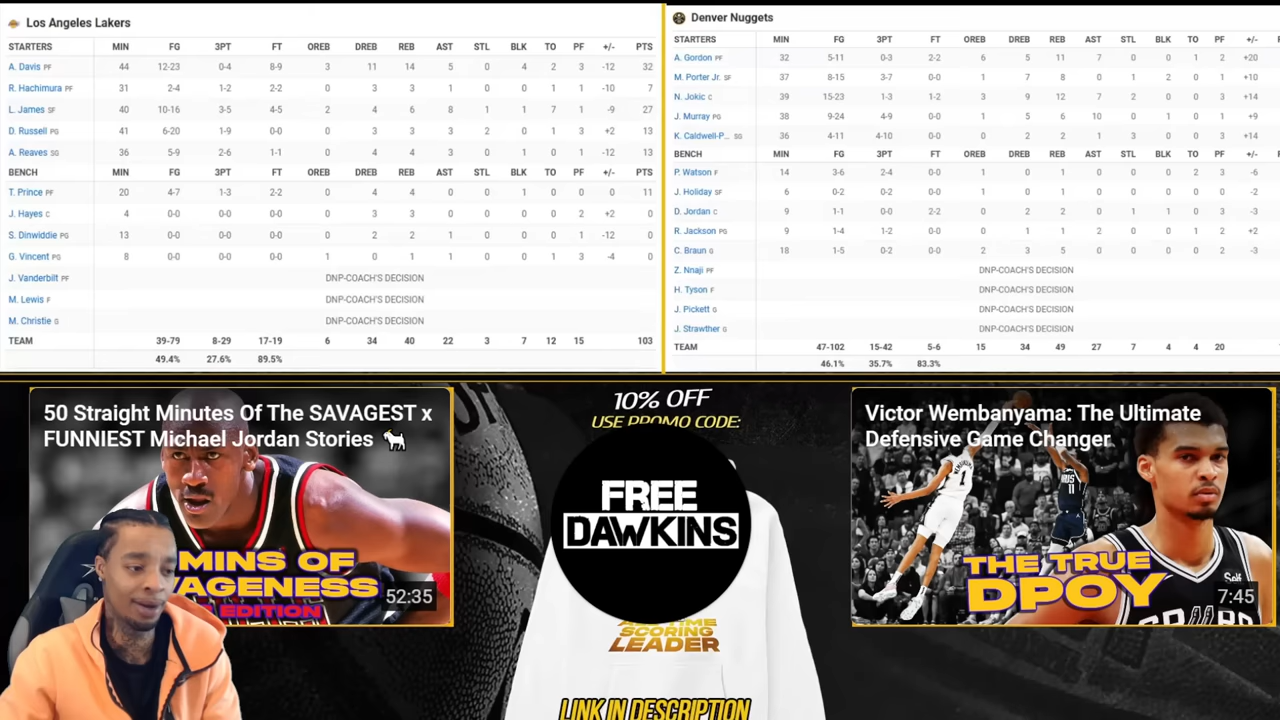 Los Angeles Lakers
STARTERS MIN FG 3PT FT OREB DREB REB AST STL BLK TO PF +/- PTS
A. Davis PF 44 12-23 0-4 8-9 3 11 14 5 0 4 2 3 -12 32
R. Hachimura PF 31 2-4 1-2 2-2 0 3 3 1 0 0 1 1 -10 7
L. James SF 40 10-16 3-5 4-5 2 4 6 8 1 1 7 1 -9 27
D. Russell PG 41 6-20 1-9 0-0 0 3 3 3 2 0 1 3 +2 13
A. Reaves SG 36 5-9 2-6 1-1 0 4 4 3 0 1 0 1 -12 13
BENCH MIN FG 3PT FT OREB DREB REB AST STL BLK TO PF +/- PTS
T. Prince PF 20 4-7 1-3 2-2 0 4 4 0 0 1 0 0 0 11
J. Hayes C 4 0-0 0-0 0-0 0 3 3 0 0 0 0 2 +2 0
S. Dinwiddie PG 13 0-0 0-0 0-0 0 2 2 1 0 0 0 1 -12 0
G. Vincent PG 8 0-0 0-0 0-0 1 0 1 1 0 0 1 3 -4 0
J. Vanderbilt PF DNP-COACH'S DECISION
M. Lewis F DNP-COACH'S DECISION
M. Christie G DNP-COACH'S DECISION
TEAM 39-79 8-29 17-19 6 34 40 22 3 7 12 15 103
49.4% 27.6% 89.5%
Denver Nuggets
STARTERS MIN FG 3PT FT OREB DREB REB AST STL BLK TO PF +/-
A. Gordon PF 32 5-11 0-3 2-2 6 5 11 7 0 0 1 2 +20
M. Porter Jr. SF 37 8-15 3-7 0-0 1 7 8 0 1 2 0 1 +10
N. Jokic C 39 15-23 1-3 1-2 3 9 12 7 2 0 0 3 +14
J. Murray PG 38 9-24 4-9 0-0 1 5 6 10 0 1 0 1 +9
K. Caldwell-P... SG 36 4-11 4-10 0-0 0 2 2 1 3 0 0 3 +14
BENCH MIN FG 3PT FT OREB DREB REB AST STL BLK TO PF +/-
P. Watson F 14 3-6 2-4 0-0 1 0 1 0 0 0 2 3 -6
J. Holiday SF 6 0-2 0-2 0-0 1 0 1 0 0 0 0 0 -2
D. Jordan C 9 1-1 0-0 2-2 0 2 2 0 1 1 0 3 -3
R. Jackson PG 9 1-4 1-2 0-0 0 1 1 2 0 0 1 2 +2
C. Braun G 18 1-5 0-2 0-0 2 3 5 0 0 0 0 2 -3
Z. Nnaji PF DNP-COACH'S DECISION
H. Tyson F DNP-COACH'S DECISION
J. Pickett G DNP-COACH'S DECISION
J. Strawther G DNP-COACH'S DECISION
TEAM 47-102 15-42 5-6 15 34 49 27 7 4 4 20
46.1% 35.7% 83.3%
50 Straight Minutes Of The SAVAGEST x
FUNNIEST Michael Jordan Stories
MINS OF
EDITION
52:35
10% OFF
USE PROMO CODE:
FREE
DAWKINS
SCORING
LEADER
LINK IN DESCRIPTION
Victor Wembanyama: The Ultimate
Defensive Game Changer
THE TRUE
DPOY
7:45